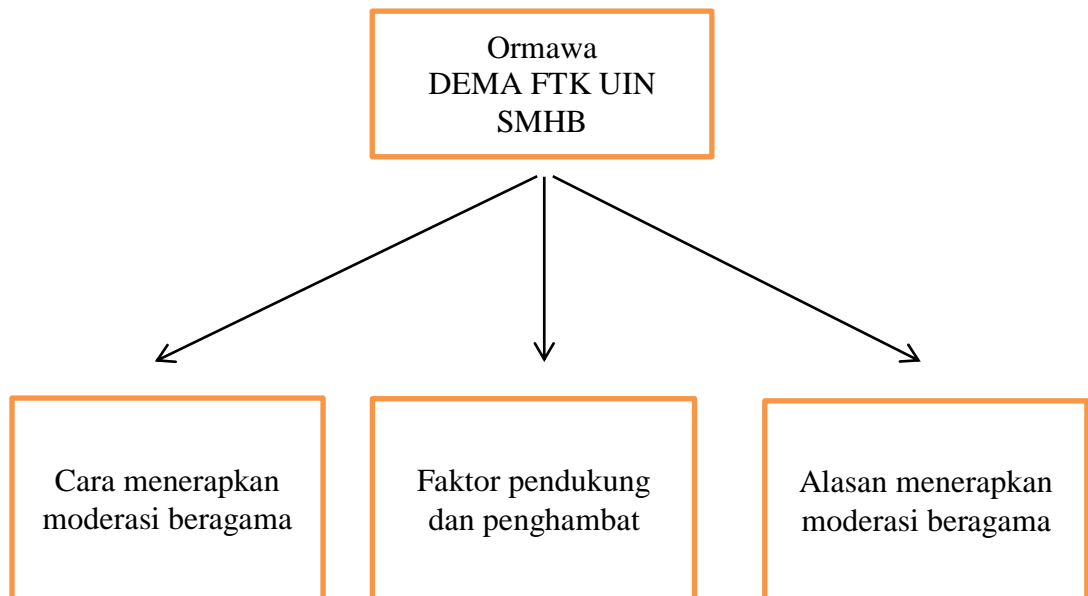 Ormawa
DEMA FTK UIN
SMHB
Cara menerapkan
moderasi beragama
Faktor pendukung
dan penghambat
Alasan menerapkan
moderasi beragama